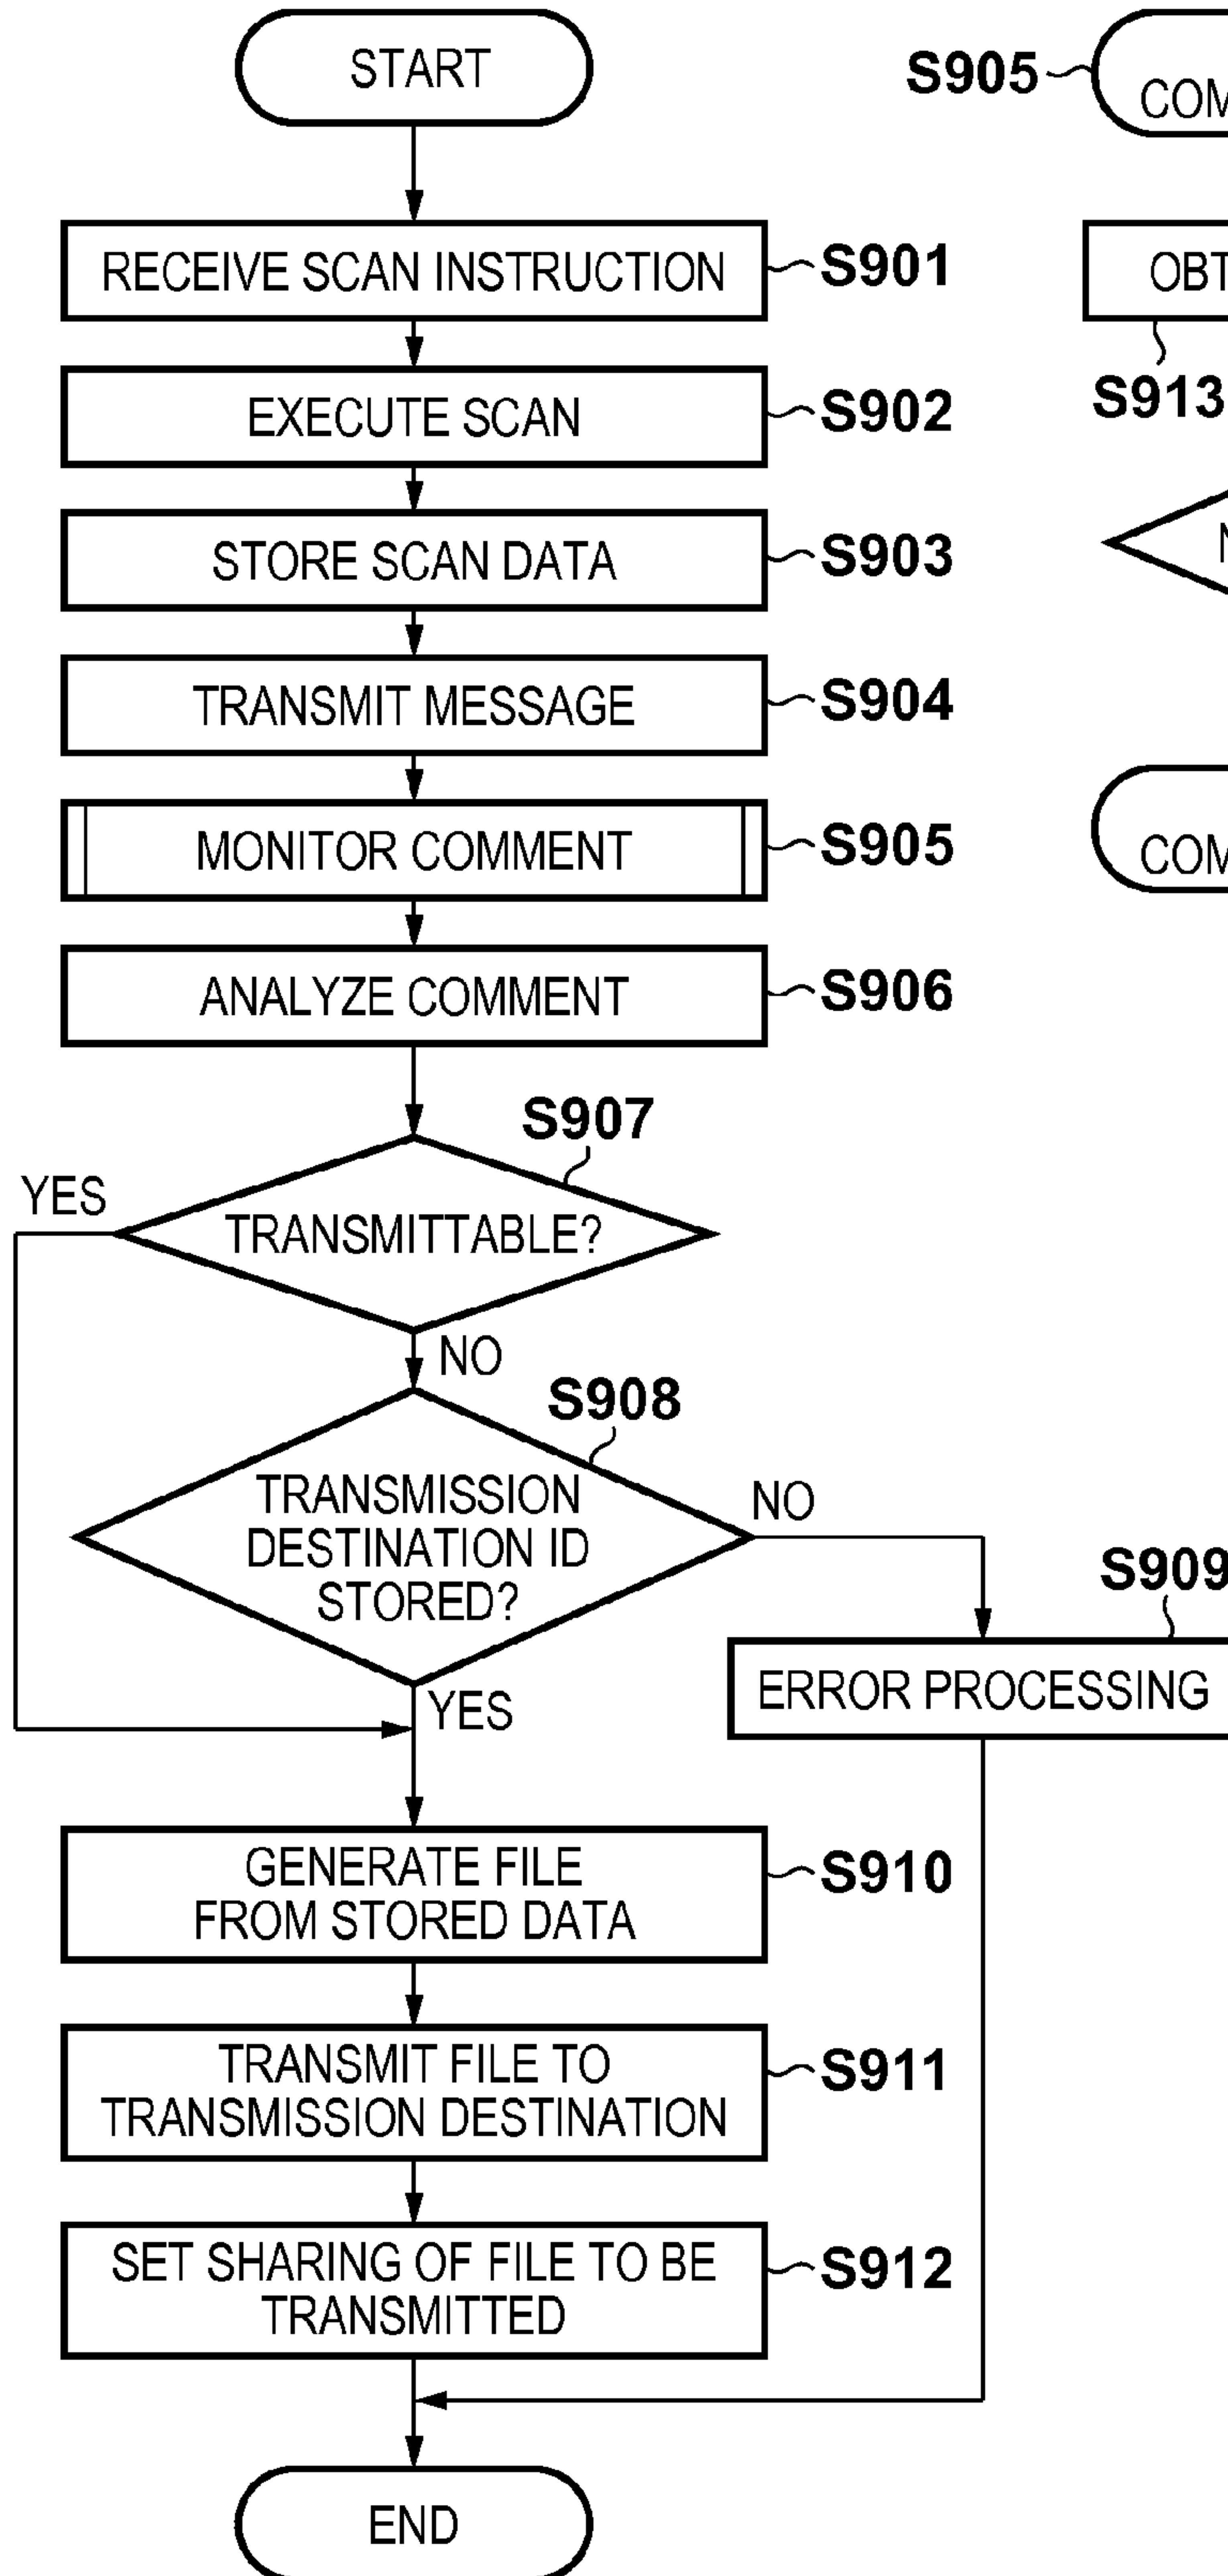 START
RECEIVE SCAN INSTRUCTION
S901
EXECUTE SCAN
S902
STORE SCAN DATA
S903
TRANSMIT MESSAGE
S904
MONITOR COMMENT
S905
ANALYZE COMMENT
S906
S907
TRANSMITTABLE?
YES
NO
S908
TRANSMISSION
DESTINATION ID
STORED?
NO
YES
S909
ERROR PROCESSING
GENERATE FILE
FROM STORED DATA
S910
TRANSMIT FILE TO
TRANSMISSION DESTINATION
S911
SET SHARING OF FILE TO BE
TRANSMITTED
S912
END
S905
S913